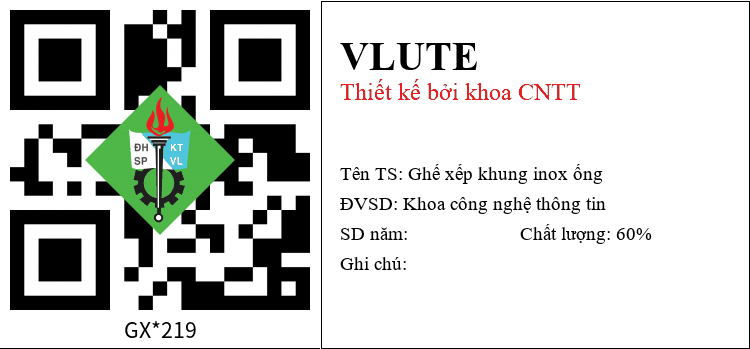 ĐH KT
SP VL
GX*219
VLUTE
Thiết kế bởi khoa CNTT
Tên TS: Ghế xếp khung inox ống
ĐVSD: Khoa công nghệ thông tin
SD năm: Chất lượng: 60%
Ghi chú: